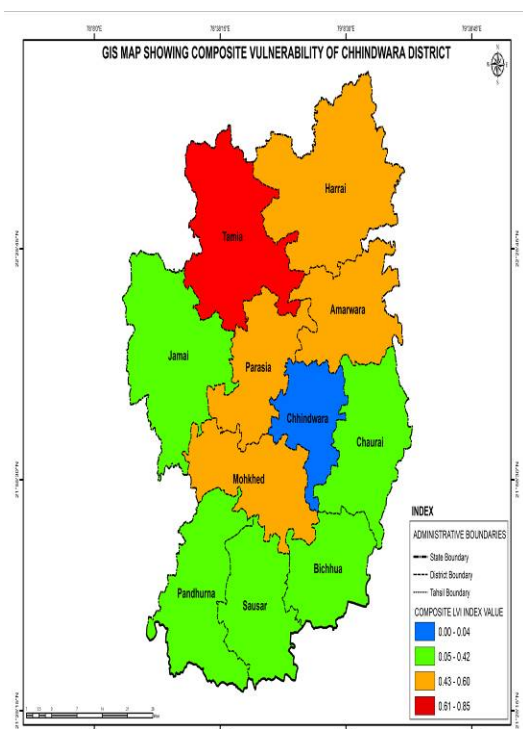 GIS MAP SHOWING COMPOSITE VULNERABILITY OF CHHINDWARA DISTRICT
N
Harrai
Tamia
Amarwara
Jamai
Parasia
Chhindwara
Chaurai
Mohkhed
Bichhua
Pandhurna
Sausar
INDEX
ADMINISTRATIVE BOUNDARIES
State Boundary
District Boundary
Tahsil Boundary
COMPOSITE LVI INDEX VALUE
0.00 - 0.04
0.05 - 0.42
0.43 - 0.60
0.61 - 0.85